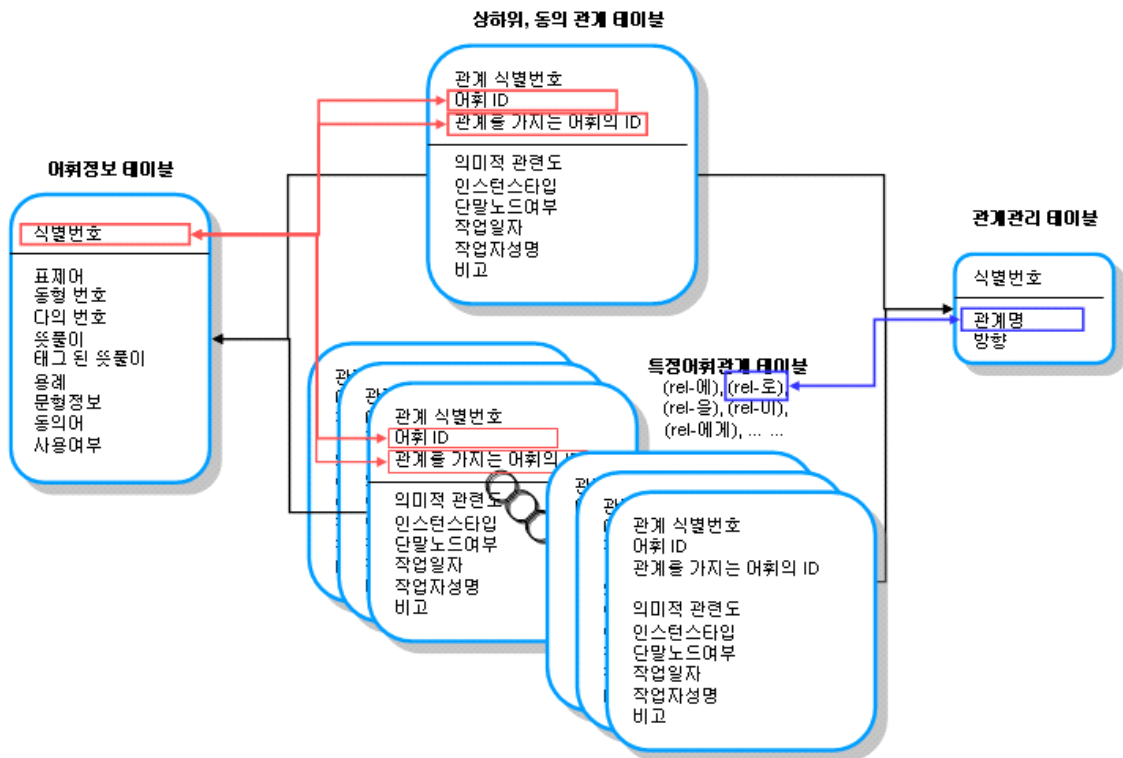 상하위, 동의 관계 테이블
관계 식별번호
어휘 ID
관계을 가지는 어휘의 ID
의미적 관련도
인스턴스타입
단말노드여부
작업일자
작업자성명
비고
어휘정보 테이블
식별번호
표제어
동형 번호
다의 번호
뜻풀이
태그 된 뜻풀이
용례
문형정보
동의어
사용여부
관계관리 테이블
식별번호
관계명
방향
특정어휘관계 테이블
(rel-에), (rel-로),
(rel-을), (rel-이),
(rel-에게), ... ...
관계 식별번호
어휘 ID
관계을 가지는 어휘의
의미적 관련도
인스턴스타입
단말노드여부
작업일자
작업자성명
비고
관계 식별번호
어휘 ID
관계을 가지는 어휘의 ID
의미적 관련도
인스턴스타입
단말노드여부
작업일자
작업자성명
비고